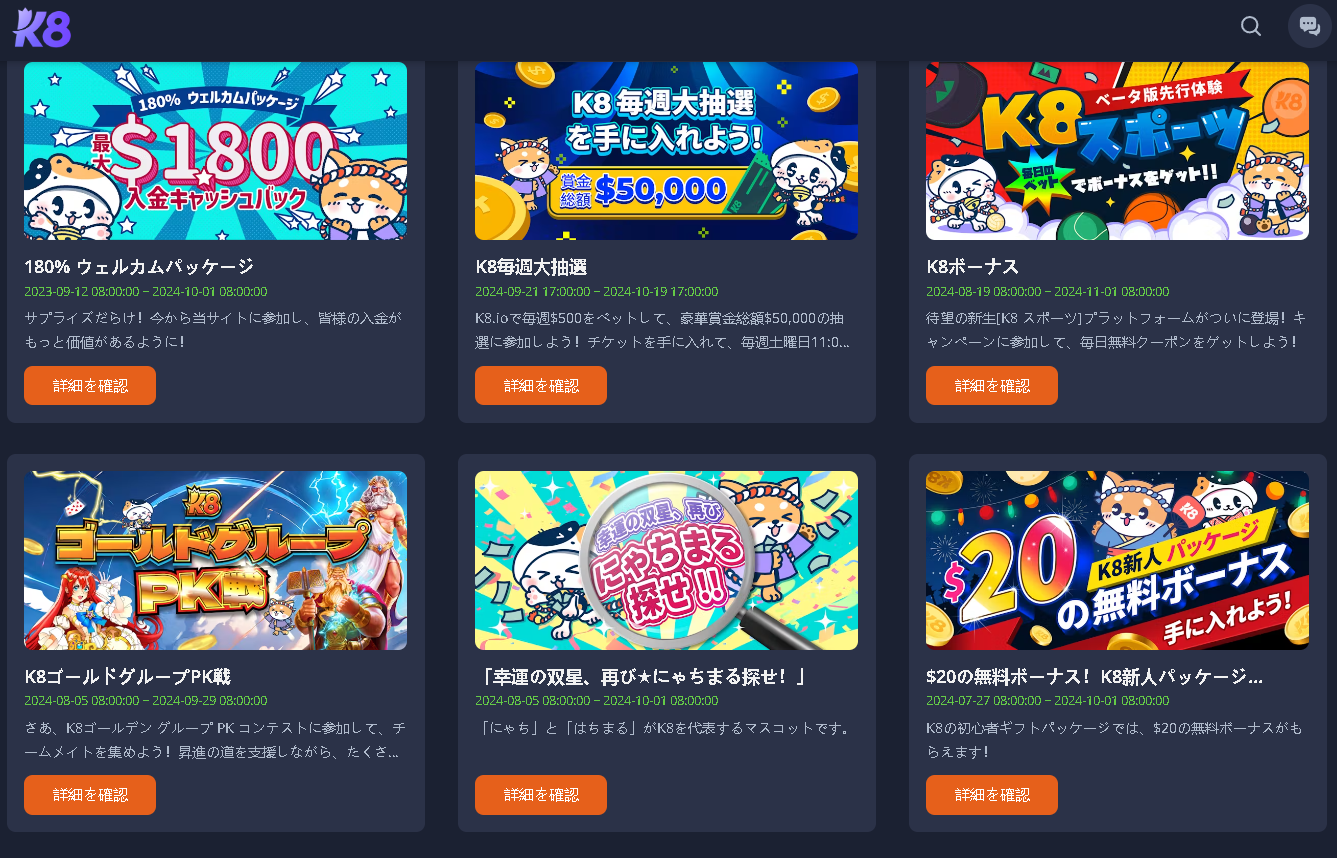 K8
180% ウェルカムパッケージ
最大
$1800
入金キャッシュバック
180% ウェルカムパッケージ
2023-09-12 08:00:00 ~ 2024-10-01 08:00:00
サプライズだらけ！今から当サイトに参加し、皆様の入金が
もっと価値があるように！
詳細を確認
K8 毎週大抽選
を手に入れよう!
賞金
総額
$50,000
K8
K8毎週大抽選
2024-09-21 17:00:00 ~ 2024-10-19 17:00:00
K8.ioで毎週$500をベットして、豪華賞金総額$50,000の抽
選に参加しよう！チケットを手に入れて、毎週土曜日11:0...
詳細を確認
ベータ版先行体験
K8
K8スポーツ
毎日の
ベット
でボーナスをゲット!!
K8ボーナス
2024-08-19 08:00:00 ~ 2024-11-01 08:00:00
待望の新生[K8 スポーツ]プラットフォームがついに登場！キ
ャンペーンに参加して、毎日無料クーポンをゲットしよう！
詳細を確認
K8
ゴールドグループ
PK戦
K8ゴールドグループPK戦
2024-08-05 08:00:00 ~ 2024-09-29 08:00:00
さあ、K8ゴールデン グループ PK コンテストに参加して、チ
ームメイトを集めよう！昇進の道を支援しながら、たくさ...
詳細を確認
幸運の双星、再び
にゃちまる
探せ!!
「幸運の双星、再び★にゃちまる探せ！」
2024-08-05 08:00:00 ~ 2024-10-01 08:00:00
「にゃち」と「はちまる」がK8を代表するマスコットです。
詳細を確認
K8
K8新人 パッケージ
$20
の無料ボーナス
手に入れよう!
$20の無料ボーナス！K8新人パッケージ...
2024-07-27 08:00:00 ~ 2024-10-01 08:00:00
K8の初心者ギフトパッケージでは、$20の無料ボーナスがも
らえます！
詳細を確認